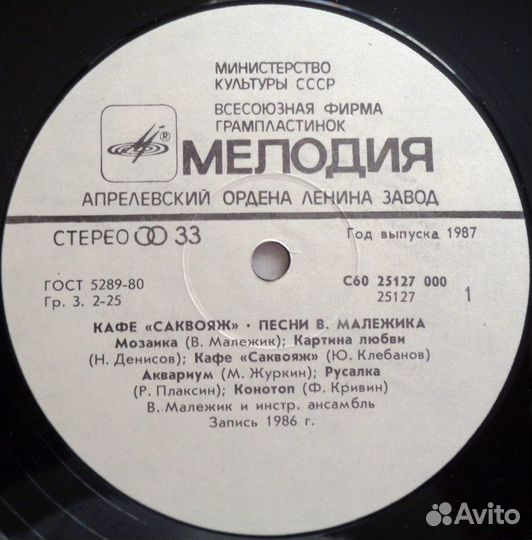 МИНИСТЕРСТВО
КУЛЬТУРЫ СССР
ВСЕСОЮЗНАЯ ФИРМА
ГРАМПЛАСТИНОК
®
МЕЛОДИЯ
АПРЕЛЕВСКИЙ ОРДЕНА ЛЕНИНА ЗАВОД
СТЕРЕО 33
Год выпуска 1987
ГОСТ 5289-80
Гр. 3. 2-25
С60 25127 000
25127 1
КАФЕ «САКВОЯЖ» · ПЕСНИ В. МАЛЕЖИКА
Мозаика (В. Малежик); Картина любви
(Н. Денисов); Кафе «Саквояж» (Ю. Клебанов)
Аквариум (М. Журкин); Русалка
(Р. Плаксин); Конотоп (Ф. Кривин)
В. Малежик и инстр. ансамбль
Запись 1986 г.
Avito